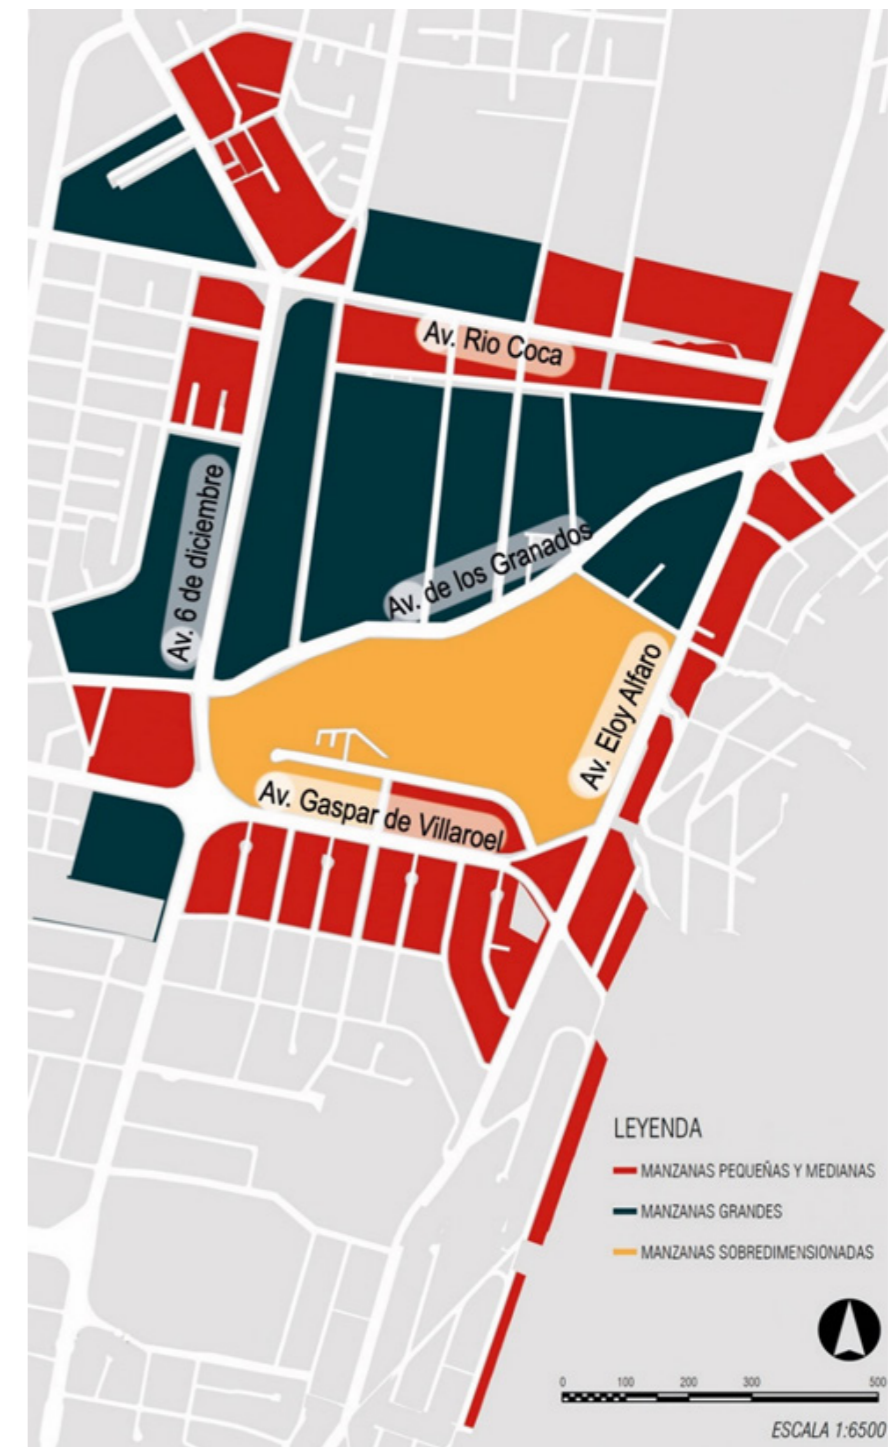 Av. Rio Coca
Av. 6 de diciembre
Av. de los Granados
Av. Eloy Alfaro
Av. Gaspar de Villaroel
LEYENDA
MANZANAS PEQUEÑAS Y MEDIANAS
MANZANAS GRANDES
MANZANAS SOBREDIMENSIONADAS
0 100 200 300 500
ESCALA 1:6500